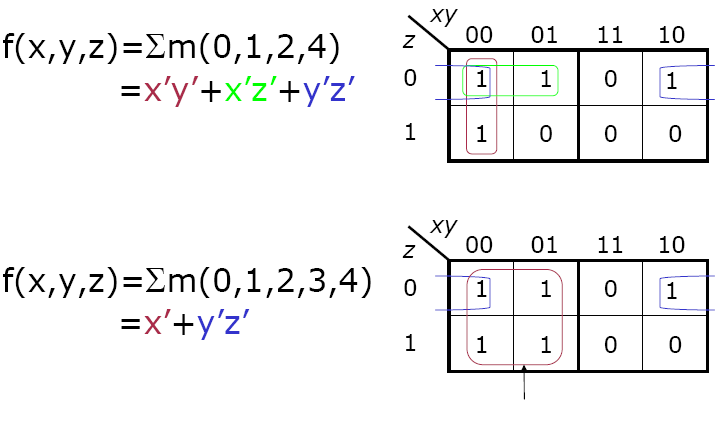 f(x,y,z)=Σm(0,1,2,4)
=x′y′+x′z′+y′z′
xy
z 00 01 11 10
0 1 1 0 1
1 1 0 0 0
f(x,y,z)=Σm(0,1,2,3,4)
=x′+y′z′
xy
z 00 01 11 10
0 1 1 0 1
1 1 1 0 0